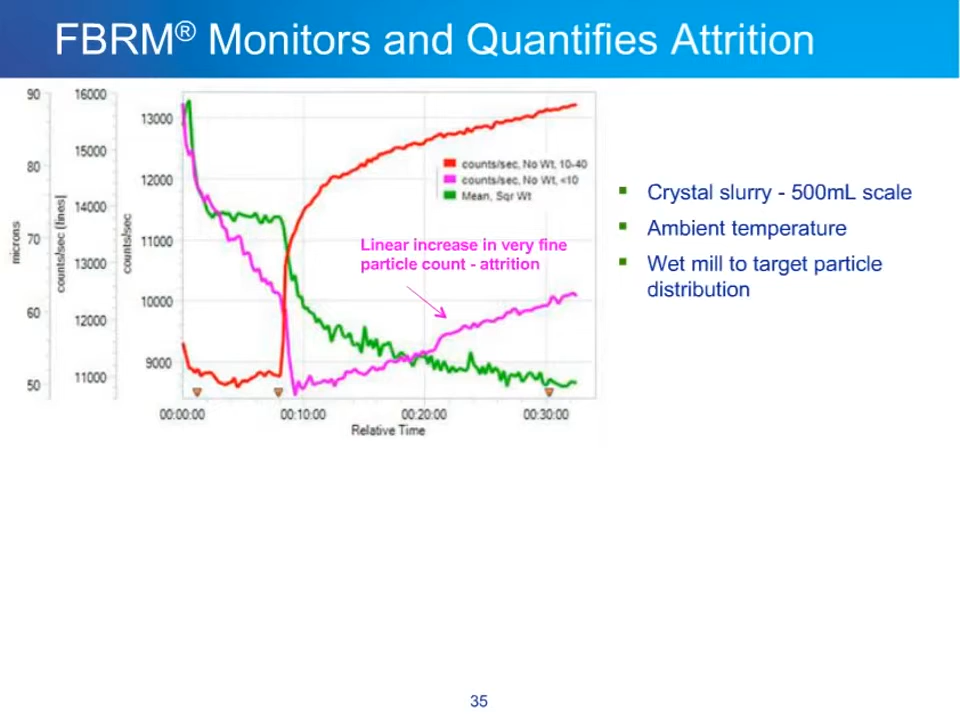 FBRM® Monitors and Quantifies Attrition
90
80
70
60
50
microns
16000
15000
14000
13000
12000
11000
counts/sec (fines)
13000
12000
11000
10000
9000
counts/sec
counts/sec, No Wt, 10-40
counts/sec, No Wt, <10
Mean, Sqr Wt
Linear increase in very fine
particle count - attrition
00:00:00
00:10:00
00:20:00
00:30:00
Relative Time
Crystal slurry - 500mL scale
Ambient temperature
Wet mill to target particle
distribution
35